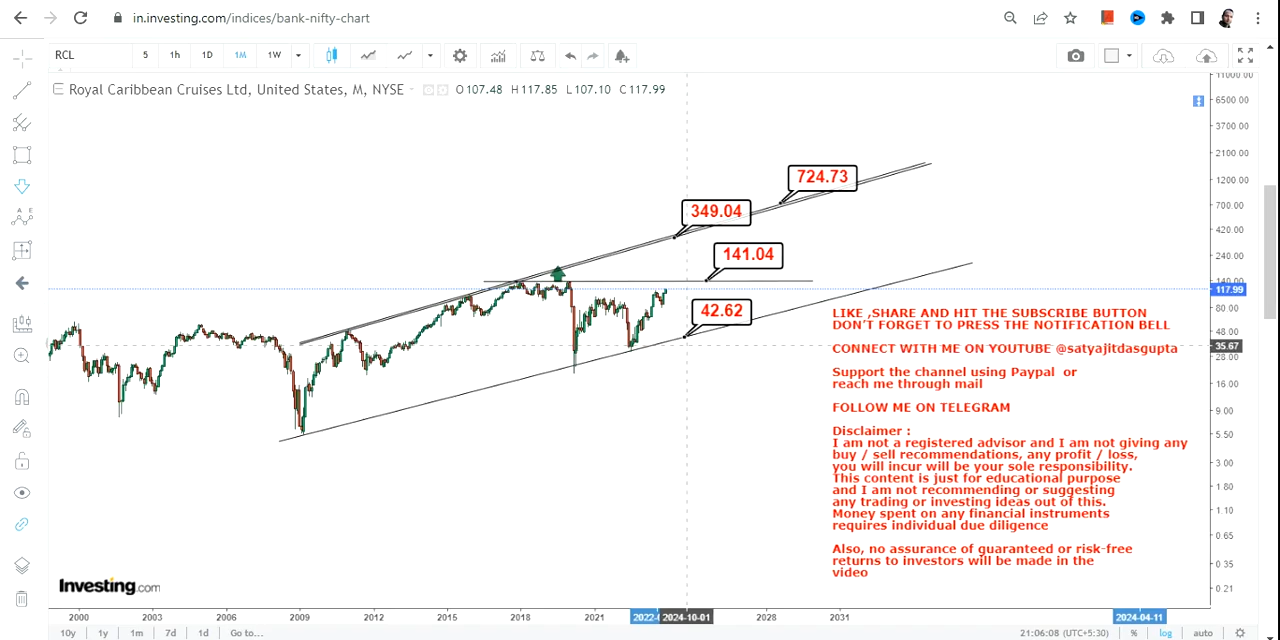 in.investing.com/indices/bank-nifty-chart
RCL 5 1h 1D 1M 1W
Royal Caribbean Cruises Ltd, United States, M, NYSE O107.48 H117.85 L107.10 C117.99
11000.00
6500.00
3700.00
2100.00
1200.00
700.00
420.00
240.00
140.00
117.99
80.00
48.00
35.67
28.00
16.00
9.00
5.50
3.00
1.80
1.10
0.65
0.35
0.21
724.73
349.04
141.04
42.62
LIKE ,SHARE AND HIT THE SUBSCRIBE BUTTON
DON'T FORGET TO PRESS THE NOTIFICATION BELL
CONNECT WITH ME ON YOUTUBE @satyajitdasgupta
Support the channel using Paypal or
reach me through mail
FOLLOW ME ON TELEGRAM
Disclaimer :
I am not a registered advisor and I am not giving any
buy / sell recommendations, any profit / loss,
you will incur will be your sole responsibility.
This content is just for educational purpose
and I am not recommending or suggesting
any trading or investing ideas out of this.
Money spent on any financial instruments
requires individual due diligence
Also, no assurance of guaranteed or risk-free
returns to investors will be made in the
video
Investing.com
2000 2003 2006 2009 2012 2015 2018 2021 2024-10-01 2028 2031 2024-04-11
10y 1y 1m 7d 1d Go to... 21:06:08 (UTC+5:30) % log auto